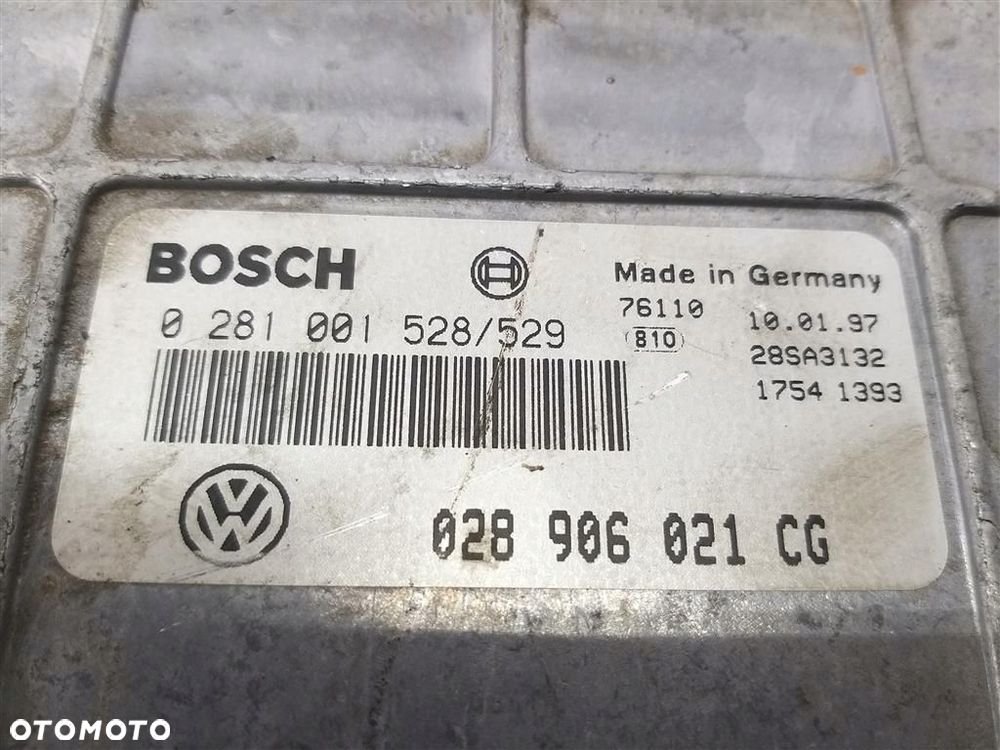 BOSCH
Made in Germany
0 281 001 528/529
76110
10.01.97
810
28SA3132
1754 1393
028 906 021 CG
OTOMOTO